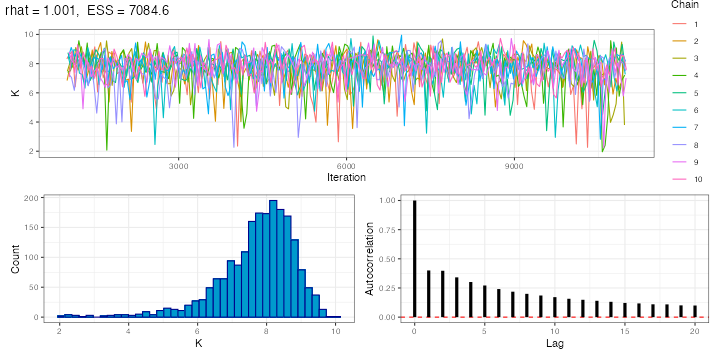 rhat = 1.001,  ESS = 7084.6
Chain
1
2
3
4
5
6
7
8
9
10
K
10
8
6
4
2
3000 6000 9000
Iteration
Count
200
150
100
50
0
2 4 6 8 10
K
Autocorrelation
1.00
0.75
0.50
0.25
0.00
0 5 10 15 20
Lag